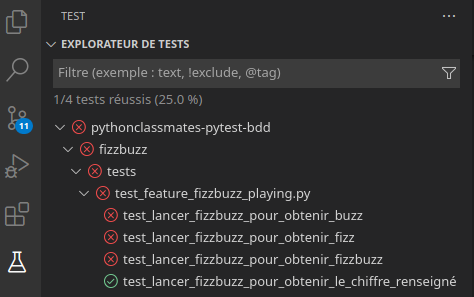 TEST
EXPLORATEUR DE TESTS
Filtre (exemple : text, !exclude, @tag)
1/4 tests réussis (25.0 %)
11
pythonclassmates-pytest-bdd
fizzbuzz
tests
test_feature_fizzbuzz_playing.py
test_lancer_fizzbuzz_pour_obtenir_buzz
test_lancer_fizzbuzz_pour_obtenir_fizz
test_lancer_fizzbuzz_pour_obtenir_fizzbuzz
test_lancer_fizzbuzz_pour_obtenir_le_chiffre_renseigné